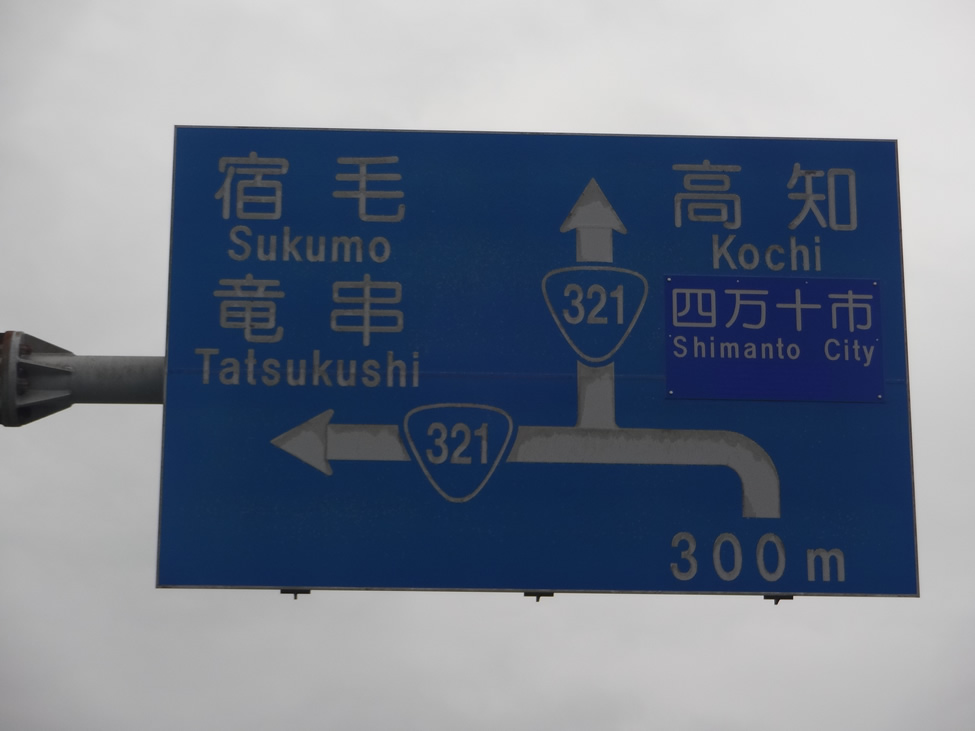 宿毛
Sukumo
竜串
Tatsukushi
321
高知
Kochi
四万十市
Shimanto City
321
300m